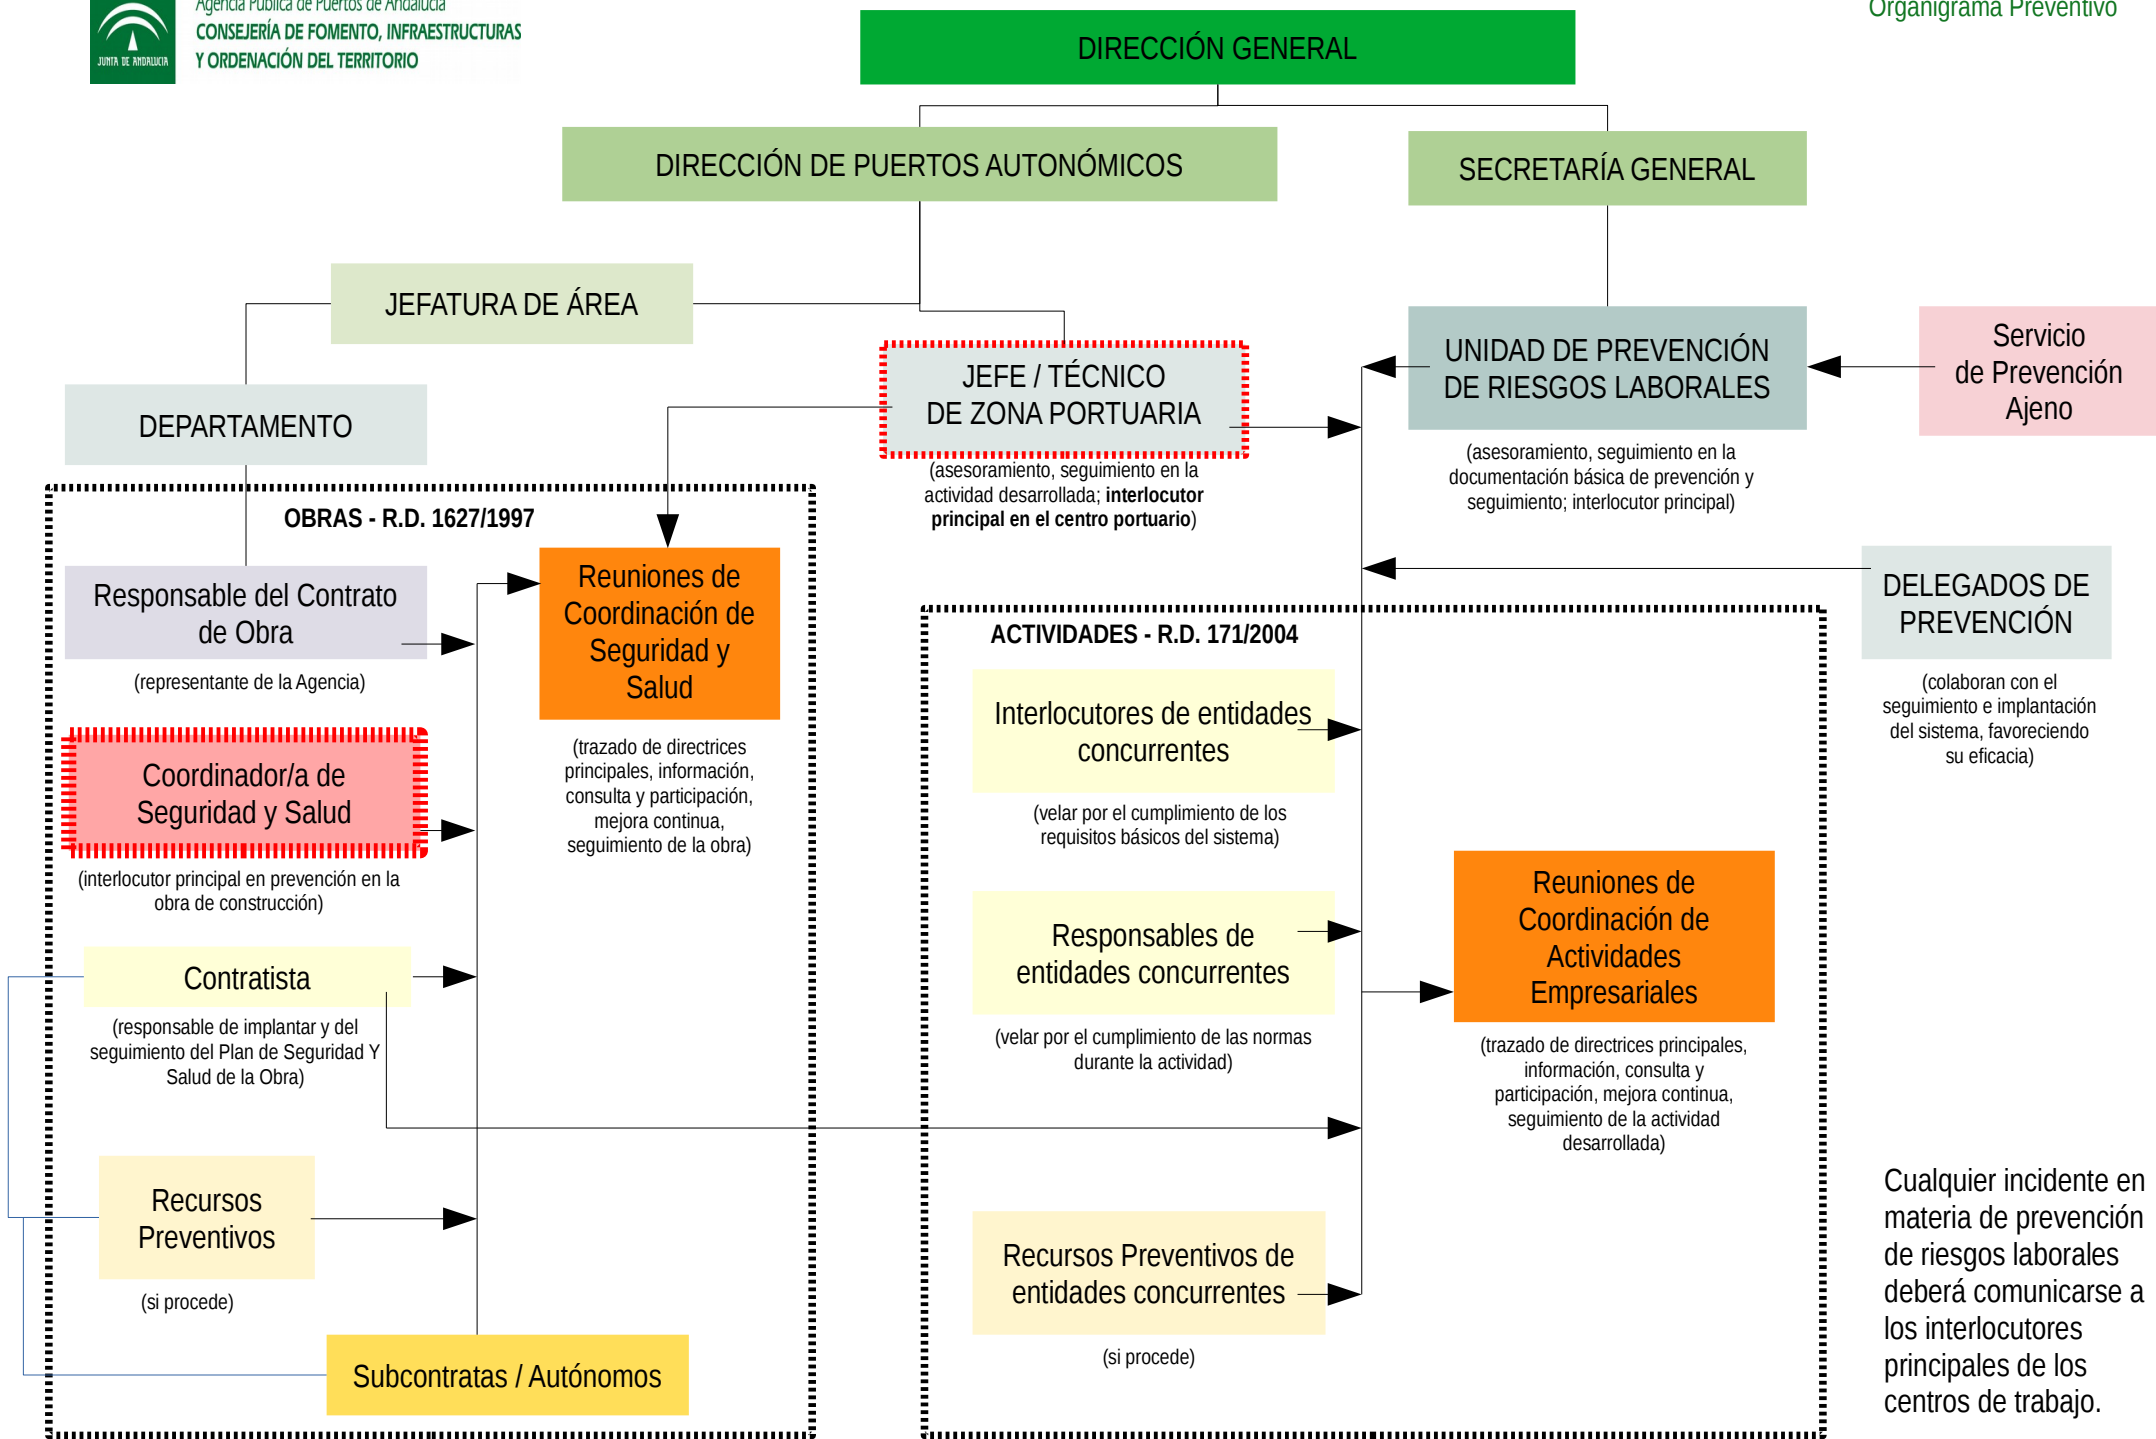 Agencia Pública de Puertos de Andalucía
CONSEJERÍA DE FOMENTO, INFRAESTRUCTURAS
Y ORDENACIÓN DEL TERRITORIO
JUNTA DE ANDALUCIA
Organigrama Preventivo
DIRECCIÓN GENERAL
DIRECCIÓN DE PUERTOS AUTONÓMICOS
SECRETARÍA GENERAL
JEFATURA DE ÁREA
DEPARTAMENTO
JEFE / TÉCNICO
DE ZONA PORTUARIA
(asesoramiento, seguimiento en la
actividad desarrollada; interlocutor
principal en el centro portuario)
UNIDAD DE PREVENCIÓN
DE RIESGOS LABORALES
(asesoramiento, seguimiento en la
documentación básica de prevención y
seguimiento; interlocutor principal)
Servicio
de Prevención
Ajeno
DELEGADOS DE
PREVENCIÓN
(colaboran con el
seguimiento e implantación
del sistema, favoreciendo
su eficacia)
OBRAS - R.D. 1627/1997
Responsable del Contrato
de Obra
(representante de la Agencia)
Coordinador/a de
Seguridad y Salud
(interlocutor principal en prevención en la
obra de construcción)
Contratista
(responsable de implantar y del
seguimiento del Plan de Seguridad Y
Salud de la Obra)
Recursos
Preventivos
(si procede)
Subcontratas / Autónomos
Reuniones de
Coordinación de
Seguridad y
Salud
(trazado de directrices
principales, información,
consulta y participación,
mejora continua,
seguimiento de la obra)
ACTIVIDADES - R.D. 171/2004
Interlocutores de entidades
concurrentes
(velar por el cumplimiento de los
requisitos básicos del sistema)
Responsables de
entidades concurrentes
(velar por el cumplimiento de las normas
durante la actividad)
Recursos Preventivos de
entidades concurrentes
(si procede)
Reuniones de
Coordinación de
Actividades
Empresariales
(trazado de directrices principales,
información, consulta y
participación, mejora continua,
seguimiento de la actividad
desarrollada)
Cualquier incidente en
materia de prevención
de riesgos laborales
deberá comunicarse a
los interlocutores
principales de los
centros de trabajo.